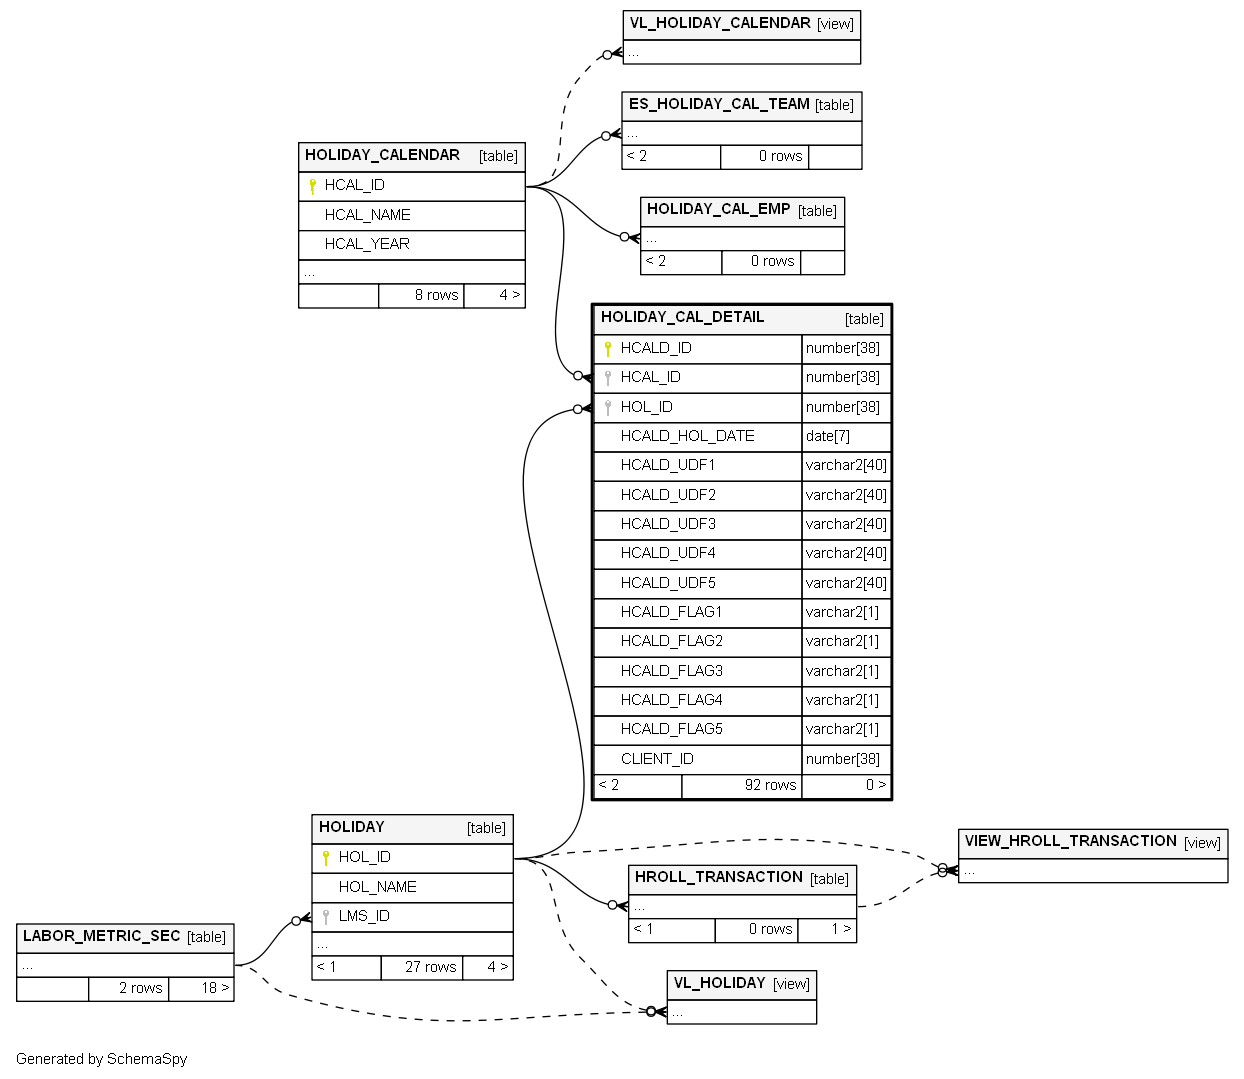 VL_HOLIDAY_CALENDAR [view]
...
ES_HOLIDAY_CAL_TEAM [table]
...
< 2 0 rows
HOLIDAY_CALENDAR [table]
HCAL_ID
HCAL_NAME
HCAL_YEAR
...
8 rows 4 >
HOLIDAY_CAL_EMP [table]
...
< 2 0 rows
HOLIDAY_CAL_DETAIL [table]
HCALD_ID number[38]
HCAL_ID number[38]
HOL_ID number[38]
HCALD_HOL_DATE date[7]
HCALD_UDF1 varchar2[40]
HCALD_UDF2 varchar2[40]
HCALD_UDF3 varchar2[40]
HCALD_UDF4 varchar2[40]
HCALD_UDF5 varchar2[40]
HCALD_FLAG1 varchar2[1]
HCALD_FLAG2 varchar2[1]
HCALD_FLAG3 varchar2[1]
HCALD_FLAG4 varchar2[1]
HCALD_FLAG5 varchar2[1]
CLIENT_ID number[38]
< 2 92 rows 0 >
HOLIDAY [table]
HOL_ID
HOL_NAME
LMS_ID
...
< 1 27 rows 4 >
VIEW_HROLL_TRANSACTION [view]
...
HROLL_TRANSACTION [table]
...
< 1 0 rows 1 >
LABOR_METRIC_SEC [table]
...
2 rows 18 >
VL_HOLIDAY [view]
...
Generated by SchemaSpy